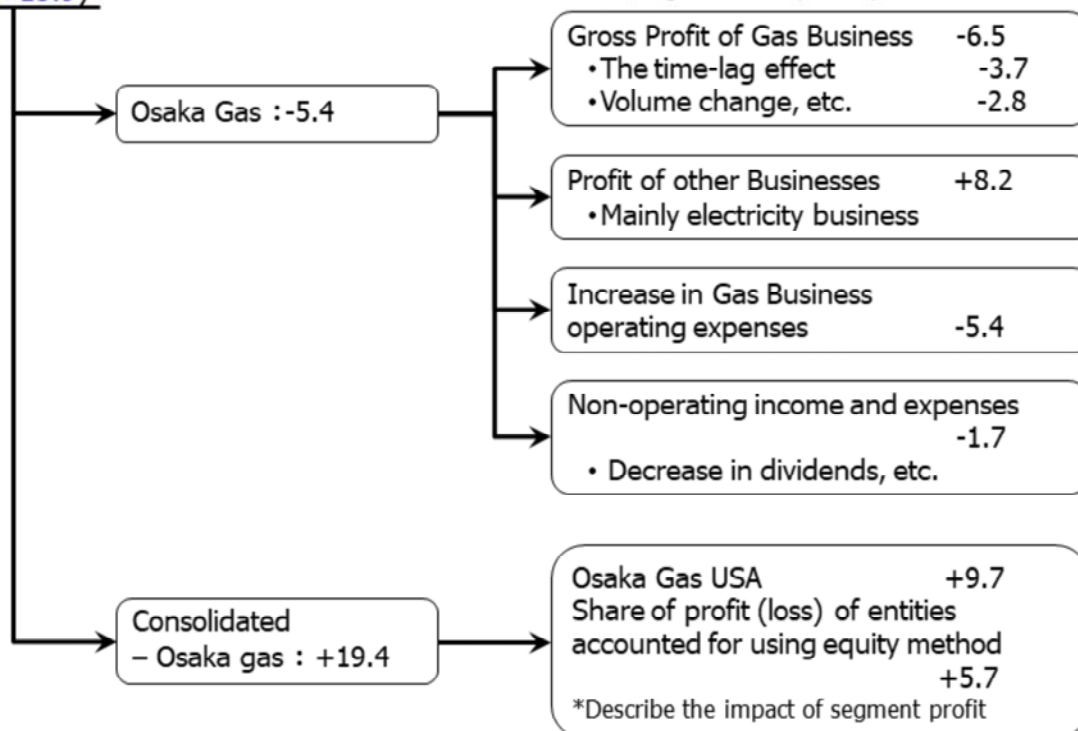 Osaka Gas :-5.4
Gross Profit of Gas Business -6.5
•The time-lag effect -3.7
•Volume change, etc. -2.8
Profit of other Businesses +8.2
•Mainly electricity business
Increase in Gas Business
operating expenses -5.4
Non-operating income and expenses
-1.7
• Decrease in dividends, etc.
Consolidated
– Osaka gas : +19.4
Osaka Gas USA +9.7
Share of profit (loss) of entities
accounted for using equity method
+5.7
*Describe the impact of segment profit